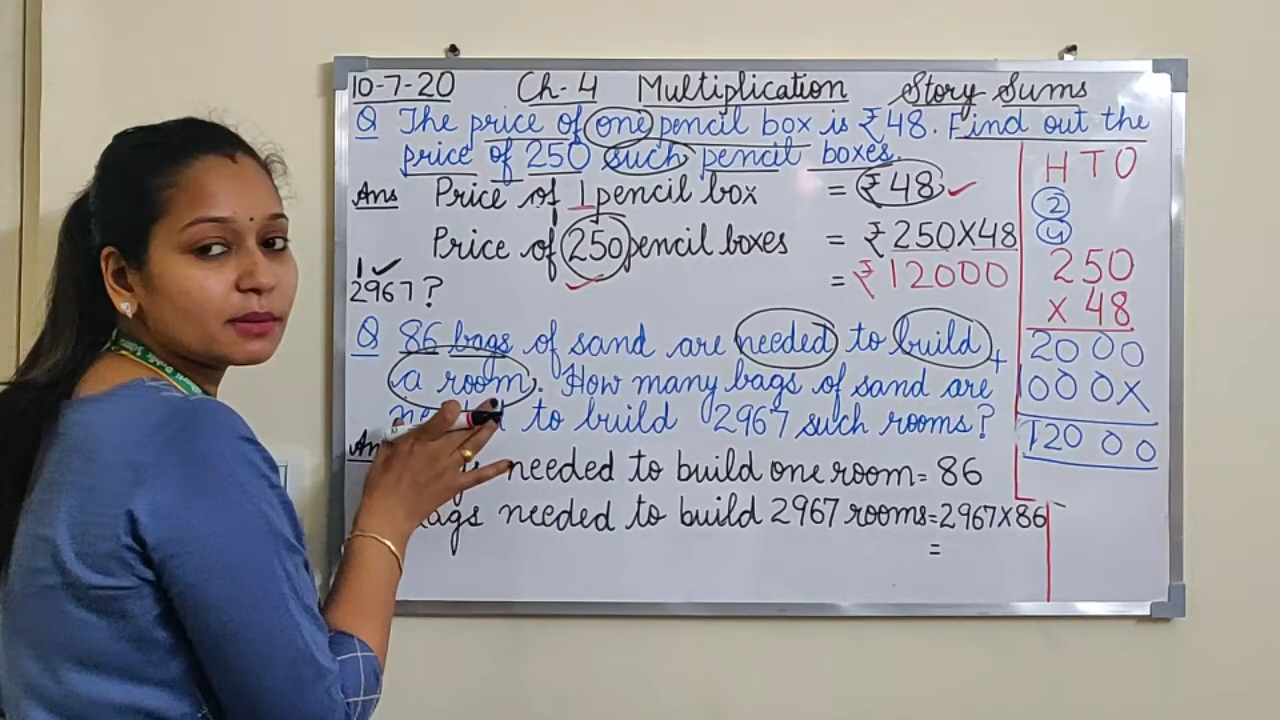 10-7-20 Ch-4 Multiplication Story Sums
Q The price of one pencil box is ₹48. Find out the
price of 250 such pencil boxes.
Ans Price of 1 pencil box = ₹48 ✓
Price of 250 pencil boxes = ₹250X48
= ₹12000
1 ✓
2967?
Q 86 bags of sand are needed to build
a room. How many bags of sand are
to build 2967 such rooms?
needed to build one room = 86
needed to build 2967 rooms = 2967X86
=
H T O
2
4
250
X 48
2000
+ 000X
12000